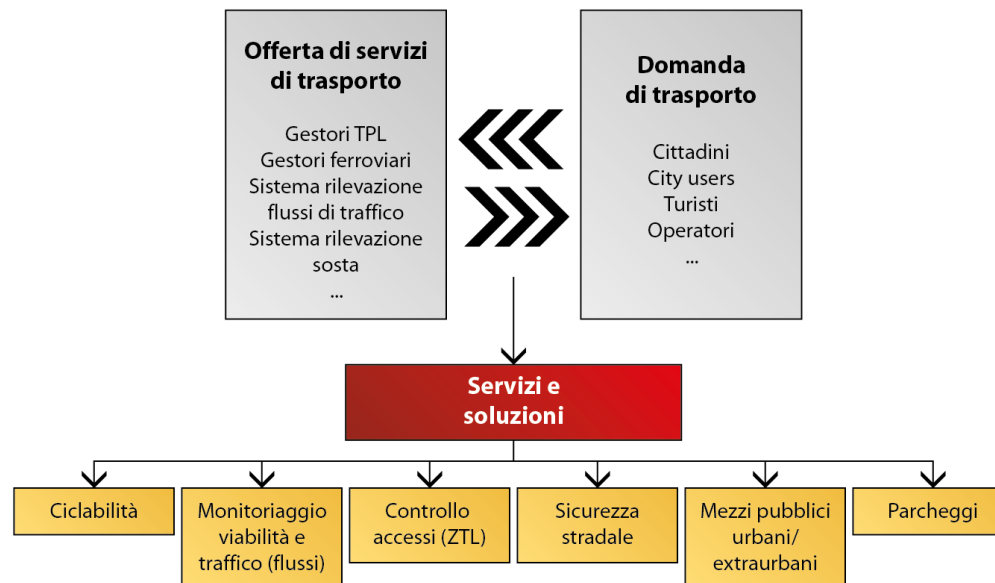 Offerta di servizi
di trasporto
Gestori TPL
Gestori ferroviari
Sistema rilevazione
flussi di traffico
Sistema rilevazione
sosta
...
Domanda
di trasporto
Cittadini
City users
Turisti
Operatori
...
Servizi e
soluzioni
Ciclabilità
Monitoriaggio
viabilità e
traffico (flussi)
Controllo
accessi (ZTL)
Sicurezza
stradale
Mezzi pubblici
urbani/
extraurbani
Parcheggi